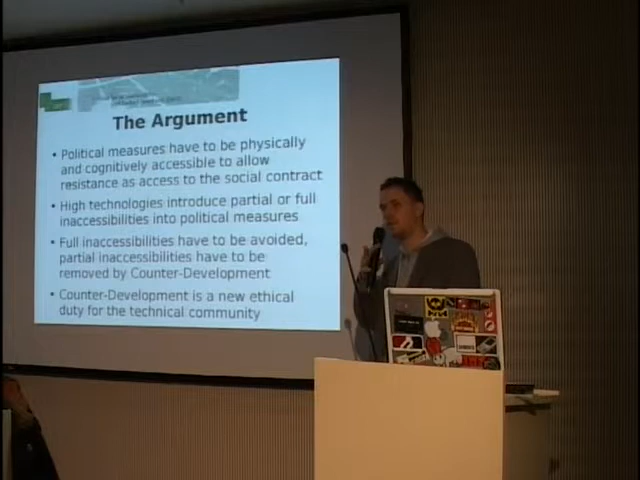 The Argument
• Political measures have to be physically
and cognitively accessible to allow
resistance as access to the social contract
• High technologies introduce partial or full
inaccessibilities into political measures
• Full inaccessibilities have to be avoided,
partial inaccessibilities have to be
removed by Counter-Development
• Counter-Development is a new ethical
duty for the technical community